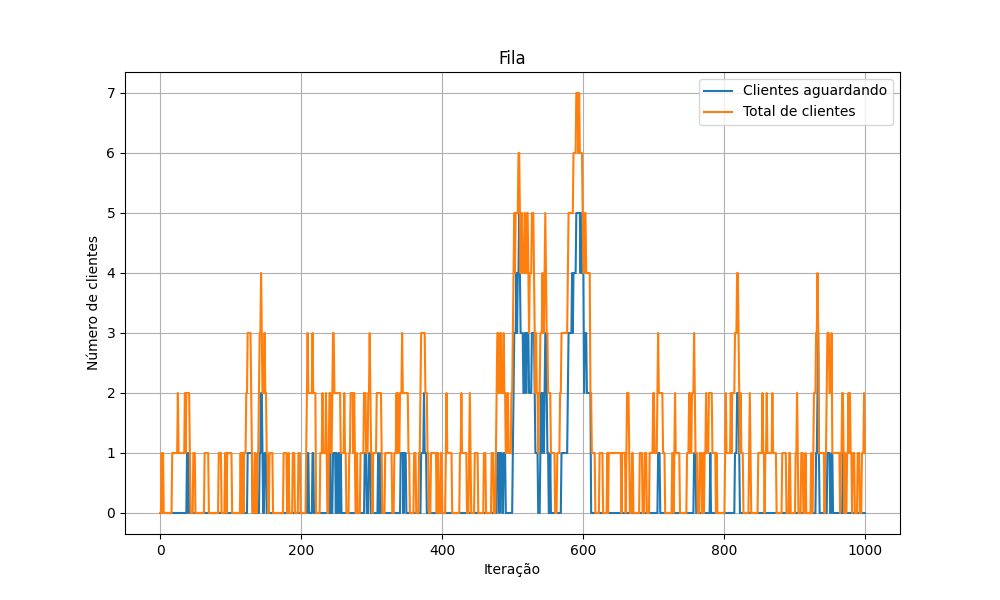 Fila
Clientes aguardando
Total de clientes
Número de clientes
7
6
5
4
3
2
1
0
0 200 400 600 800 1000
Iteração